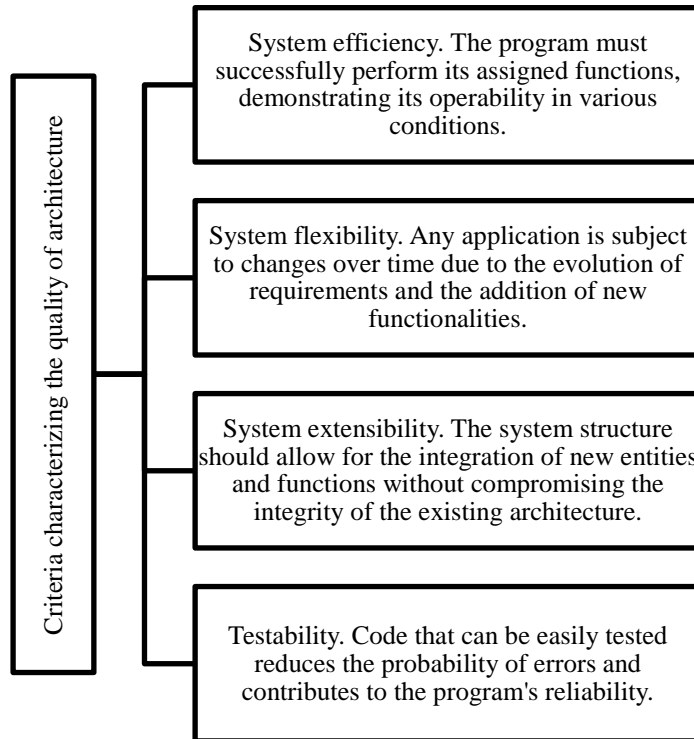 Criteria characterizing the quality of architecture
System efficiency. The program must
successfully perform its assigned functions,
demonstrating its operability in various
conditions.
System flexibility. Any application is subject
to changes over time due to the evolution of
requirements and the addition of new
functionalities.
System extensibility. The system structure
should allow for the integration of new entities
and functions without compromising the
integrity of the existing architecture.
Testability. Code that can be easily tested
reduces the probability of errors and
contributes to the program's reliability.